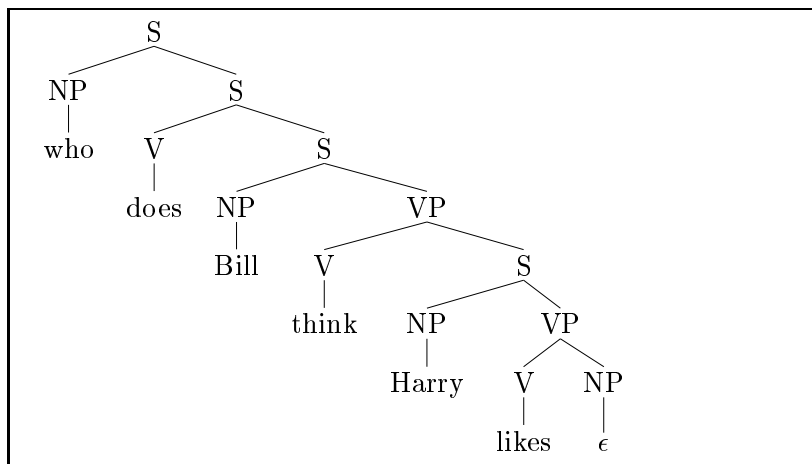 S
NP S
who V S
does NP VP
Bill V S
think NP VP
Harry V NP
likes ϵ